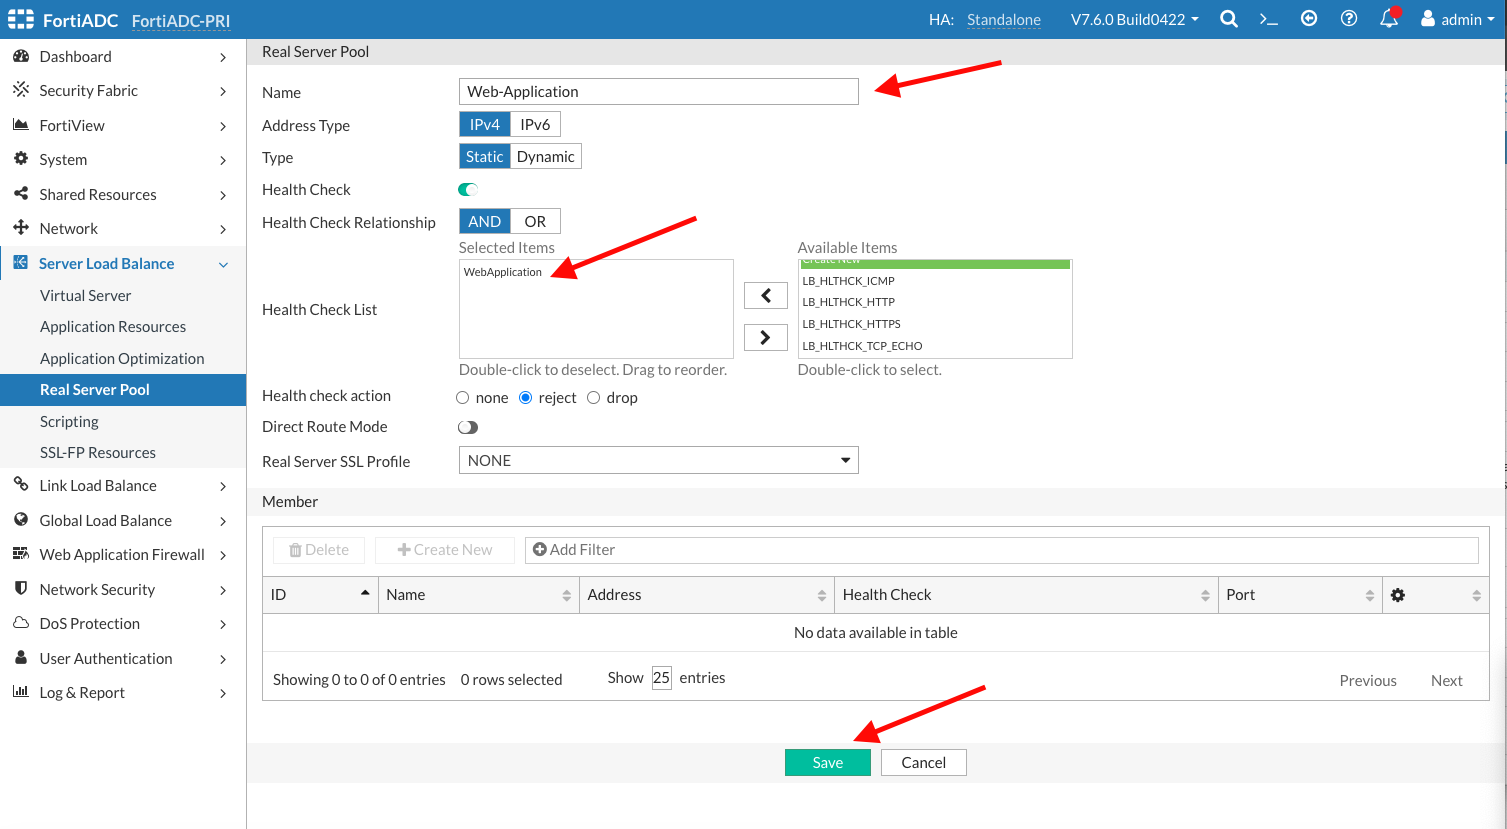 FortiADC FortiADC-PRI HA: Standalone V7.6.0 Build0422 admin
Dashboard
Security Fabric
FortiView
System
Shared Resources
Network
Server Load Balance
Virtual Server
Application Resources
Application Optimization
Real Server Pool
Scripting
SSL-FP Resources
Link Load Balance
Global Load Balance
Web Application Firewall
Network Security
DoS Protection
User Authentication
Log & Report
Real Server Pool
Name Web-Application
Address Type IPv4 IPv6
Type Static Dynamic
Health Check
Health Check Relationship AND OR
Selected Items Available Items
Health Check List
WebApplication
Create New
LB_HLTHCK_ICMP
LB_HLTHCK_HTTP
LB_HLTHCK_HTTPS
LB_HLTHCK_TCP_ECHO
Double-click to deselect. Drag to reorder. Double-click to select.
Health check action none reject drop
Direct Route Mode
Real Server SSL Profile NONE
Member
Delete Create New Add Filter
ID Name Address Health Check Port
No data available in table
Showing 0 to 0 of 0 entries 0 rows selected Show 25 entries Previous Next
Save Cancel